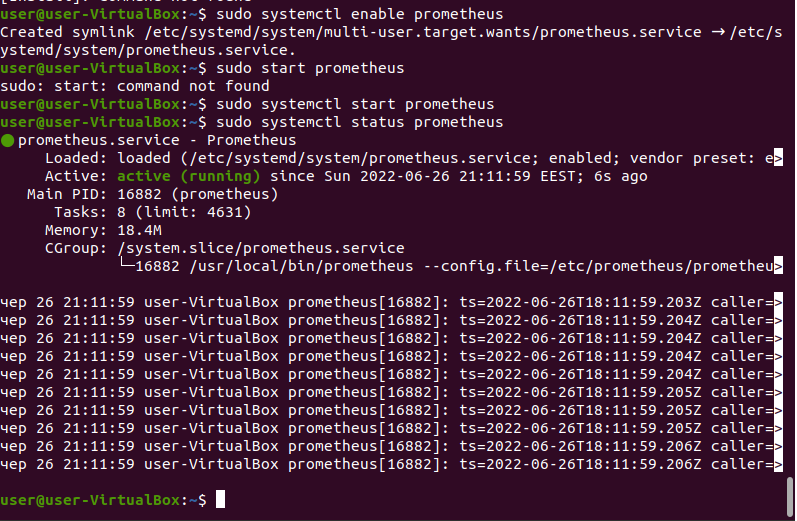 user@user-VirtualBox:~$ sudo systemctl enable prometheus
Created symlink /etc/systemd/system/multi-user.target.wants/prometheus.service → /etc/s
ystemd/system/prometheus.service.
user@user-VirtualBox:~$ sudo start prometheus
sudo: start: command not found
user@user-VirtualBox:~$ sudo systemctl start prometheus
user@user-VirtualBox:~$ sudo systemctl status prometheus
● prometheus.service - Prometheus
     Loaded: loaded (/etc/systemd/system/prometheus.service; enabled; vendor preset: e>
     Active: active (running) since Sun 2022-06-26 21:11:59 EEST; 6s ago
   Main PID: 16882 (prometheus)
      Tasks: 8 (limit: 4631)
     Memory: 18.4M
     CGroup: /system.slice/prometheus.service
             └─16882 /usr/local/bin/prometheus --config.file=/etc/prometheus/prometheu>
чер 26 21:11:59 user-VirtualBox prometheus[16882]: ts=2022-06-26T18:11:59.203Z caller=>
чер 26 21:11:59 user-VirtualBox prometheus[16882]: ts=2022-06-26T18:11:59.204Z caller=>
чер 26 21:11:59 user-VirtualBox prometheus[16882]: ts=2022-06-26T18:11:59.204Z caller=>
чер 26 21:11:59 user-VirtualBox prometheus[16882]: ts=2022-06-26T18:11:59.204Z caller=>
чер 26 21:11:59 user-VirtualBox prometheus[16882]: ts=2022-06-26T18:11:59.204Z caller=>
чер 26 21:11:59 user-VirtualBox prometheus[16882]: ts=2022-06-26T18:11:59.205Z caller=>
чер 26 21:11:59 user-VirtualBox prometheus[16882]: ts=2022-06-26T18:11:59.205Z caller=>
чер 26 21:11:59 user-VirtualBox prometheus[16882]: ts=2022-06-26T18:11:59.205Z caller=>
чер 26 21:11:59 user-VirtualBox prometheus[16882]: ts=2022-06-26T18:11:59.206Z caller=>
чер 26 21:11:59 user-VirtualBox prometheus[16882]: ts=2022-06-26T18:11:59.206Z caller=>
user@user-VirtualBox:~$